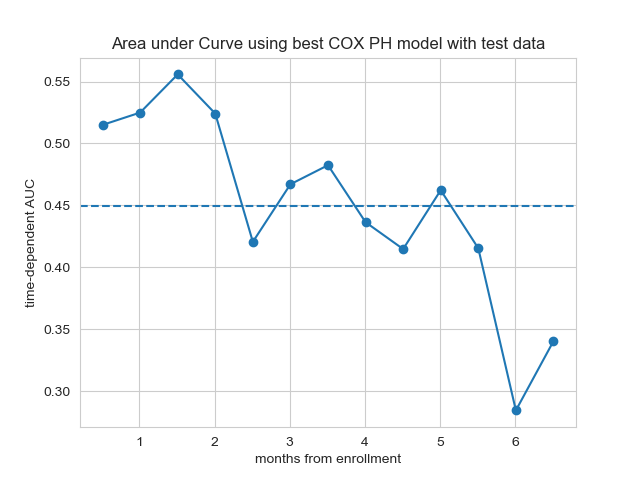 Area under Curve using best COX PH model with test data
time-dependent AUC
0.55
0.50
0.45
0.40
0.35
0.30
1 2 3 4 5 6
months from enrollment